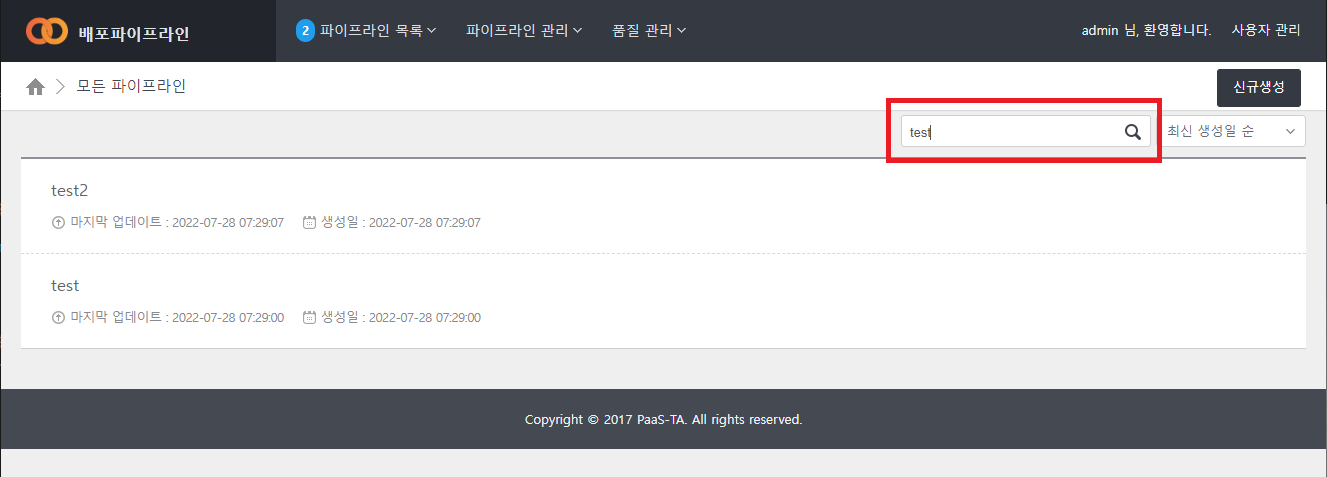 배포파이프라인
2 파이프라인 목록 파이프라인 관리 품질 관리 admin 님, 환영합니다. 사용자 관리
모든 파이프라인 신규생성
test 최신 생성일 순
test2
마지막 업데이트 : 2022-07-28 07:29:07 생성일 : 2022-07-28 07:29:07
test
마지막 업데이트 : 2022-07-28 07:29:00 생성일 : 2022-07-28 07:29:00
Copyright © 2017 PaaS-TA. All rights reserved.